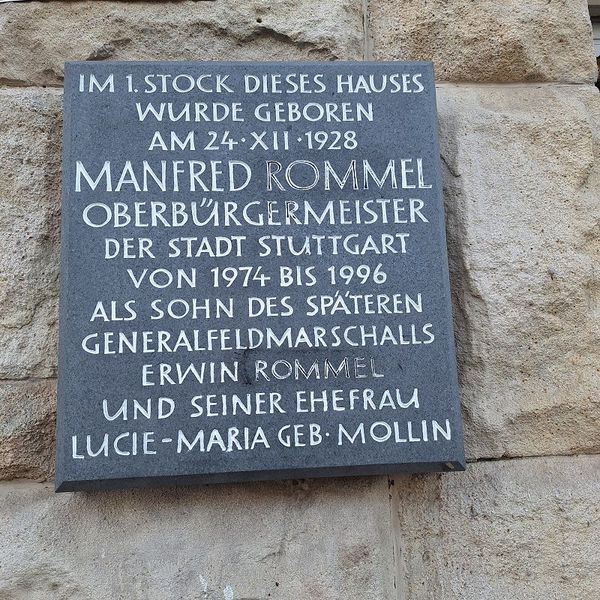 IM 1. STOCK DIESES HAUSES
WURDE GEBOREN
AM 24·XII·1928
MANFRED ROMMEL
OBERBÜRGERMEISTER
DER STADT STUTTGART
VON 1974 BIS 1996
ALS SOHN DES SPÄTEREN
GENERALFELDMARSCHALLS
ERWIN ROMMEL
UND SEINER EHEFRAU
LUCIE-MARIA GEB· MOLLIN